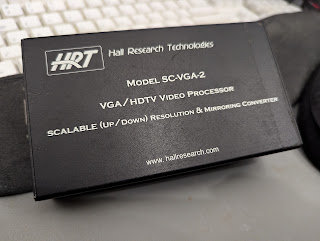 HRT Hall Research Technologies
Model SC-VGA-2
VGA/HDTV Video Processor
scalable (Up/Down) Resolution & Mirroring Converter
www.hallresearch.com